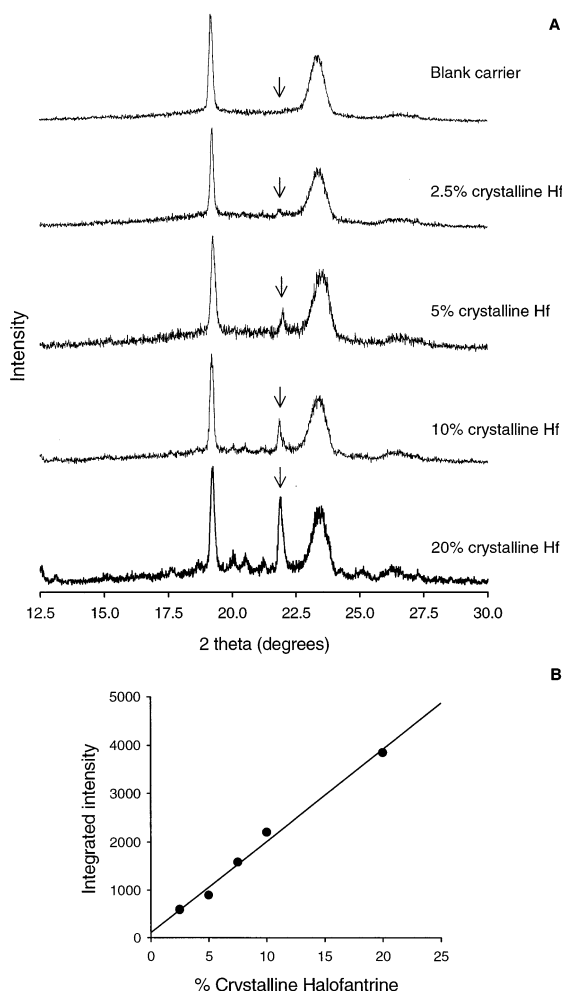 A
Blank carrier
2.5% crystalline Hf
5% crystalline Hf
10% crystalline Hf
20% crystalline Hf
Intensity
12.5 15.0 17.5 20.0 22.5 25.0 27.5 30.0
2 theta (degrees)
B
5000
4000
3000
2000
1000
0
Integrated intensity
0 5 10 15 20 25
% Crystalline Halofantrine